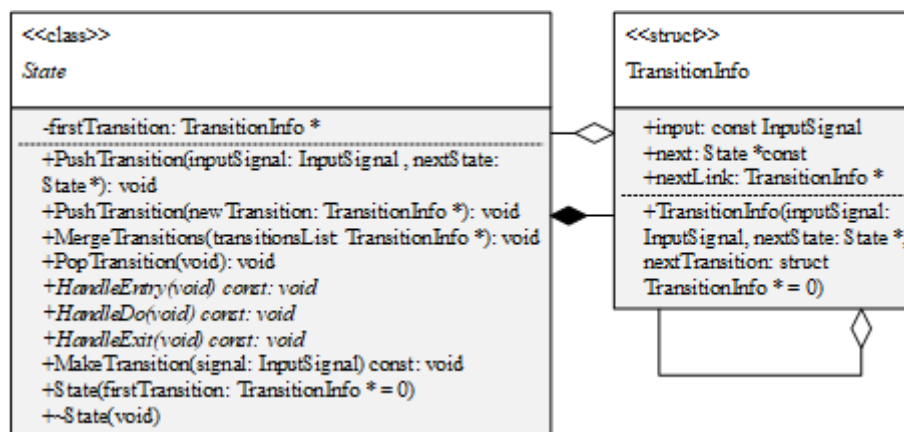 <<class>>
State
-firstTransition: TransitionInfo *
+PushTransition(inputSignal: InputSignal , nextState:
State *): void
+PushTransition(newTransition: TransitionInfo *): void
+MergeTransitions(transitionsList: TransitionInfo *): void
+PopTransition(void): void
+HandleEntry(void) const: void
+HandleDo(void) const: void
+HandleExit(void) const: void
+MakeTransition(signal: InputSignal) const: void
+State(firstTransition: TransitionInfo * = 0)
+~State(void)
<<struct>>
TransitionInfo
+input: const InputSignal
+next: State *const
+nextLink: TransitionInfo *
+TransitionInfo(inputSignal:
InputSignal, nextState: State *,
nextTransition: struct
TransitionInfo * = 0)